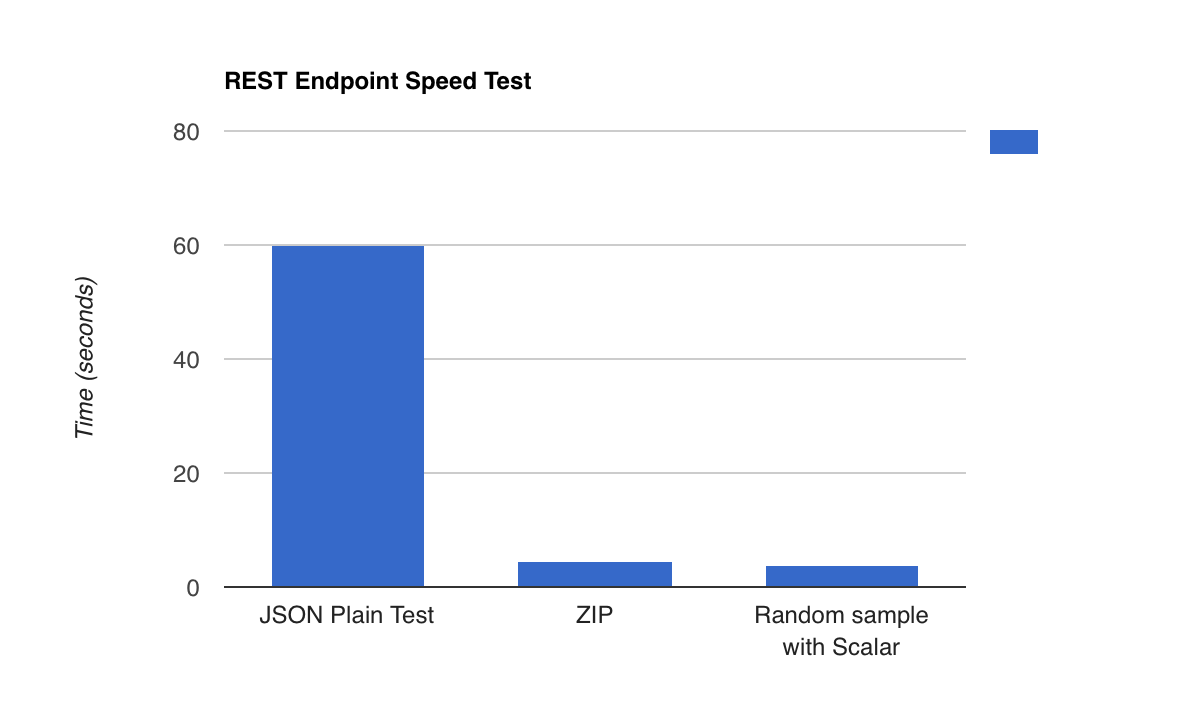 REST Endpoint Speed Test
80
60
40
20
0
Time (seconds)
JSON Plain Test
ZIP
Random sample
with Scalar